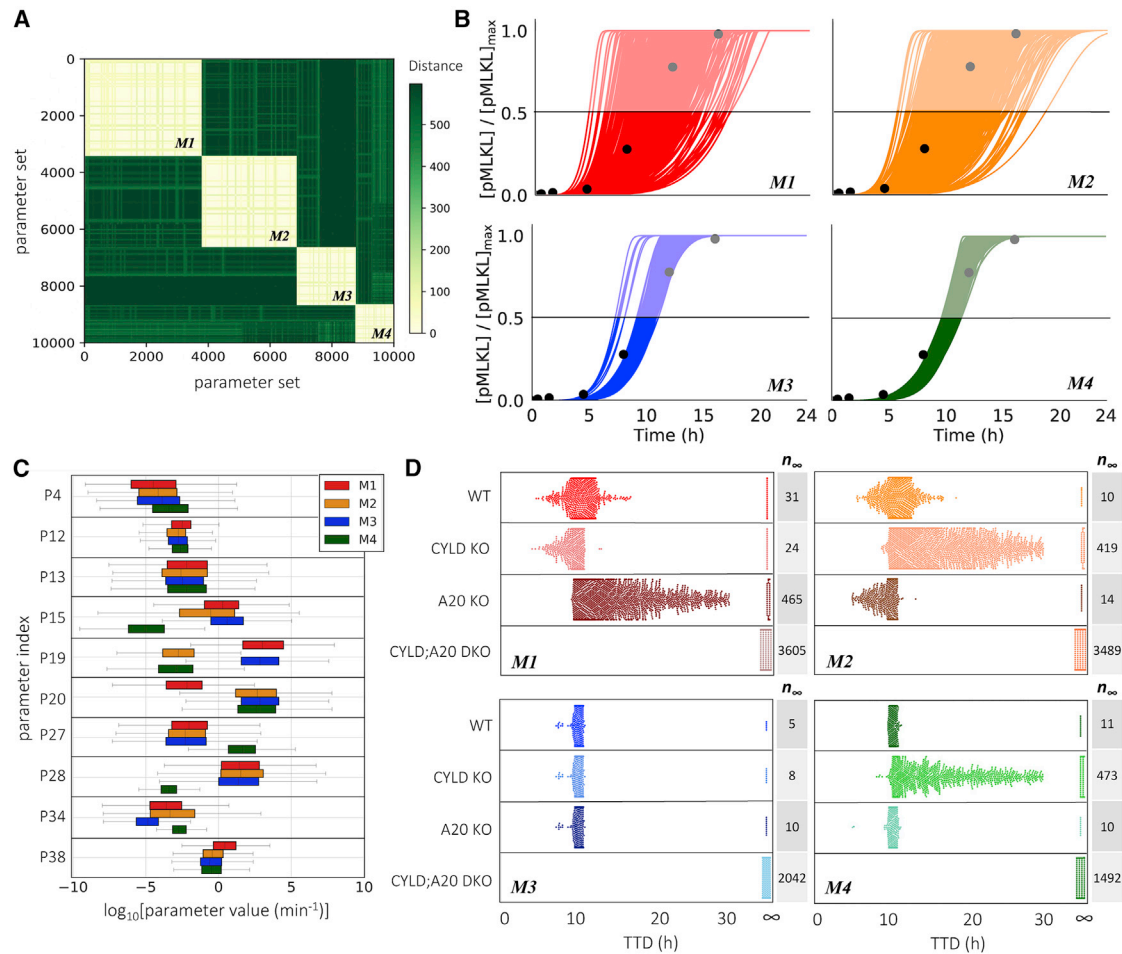 A
0
2000
4000
6000
8000
10000
parameter set
M1
M2
M3
M4
0 2000 4000 6000 8000 10000
parameter set
Distance
500
400
300
200
100
0
B
[pMLKL] / [pMLKL]max
1.0
0.5
0.0
M1
M2
[pMLKL] / [pMLKL]max
1.0
0.5
0.0
M3
M4
0 5 10 15 20 24
Time (h)
0 5 10 15 20 24
Time (h)
C
parameter index
P4
P12
P13
P15
P19
P20
P27
P28
P34
P38
M1
M2
M3
M4
−10 −5 0 5 10
log10[parameter value (min-1)]
D
n∞ n∞
WT 31 10
CYLD KO 24 419
A20 KO 465 14
CYLD;A20 DKO M1 3605 M2 3489
n∞ n∞
WT 5 11
CYLD KO 8 473
A20 KO 10 10
CYLD;A20 DKO M3 2042 M4 1492
0 10 20 30 ∞ 0 10 20 30 ∞
TTD (h) TTD (h)